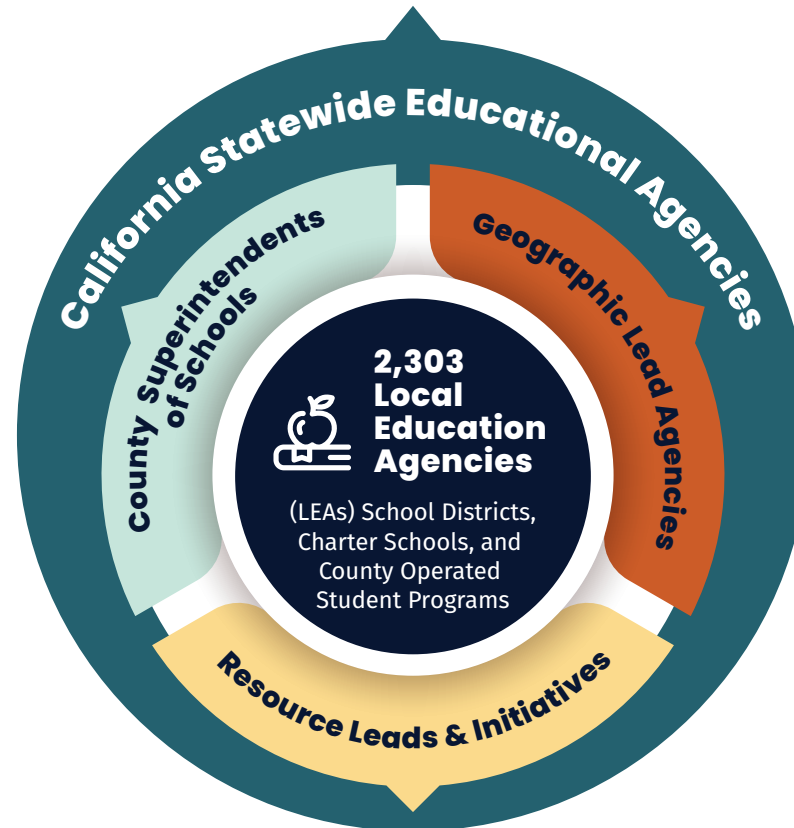 California Statewide Educational Agencies
County Superintendents
of Schools
Geographic Lead Agencies
2,303
Local
Education
Agencies
(LEAs) School Districts,
Charter Schools, and
County Operated
Student Programs
Resource Leads & Initiatives